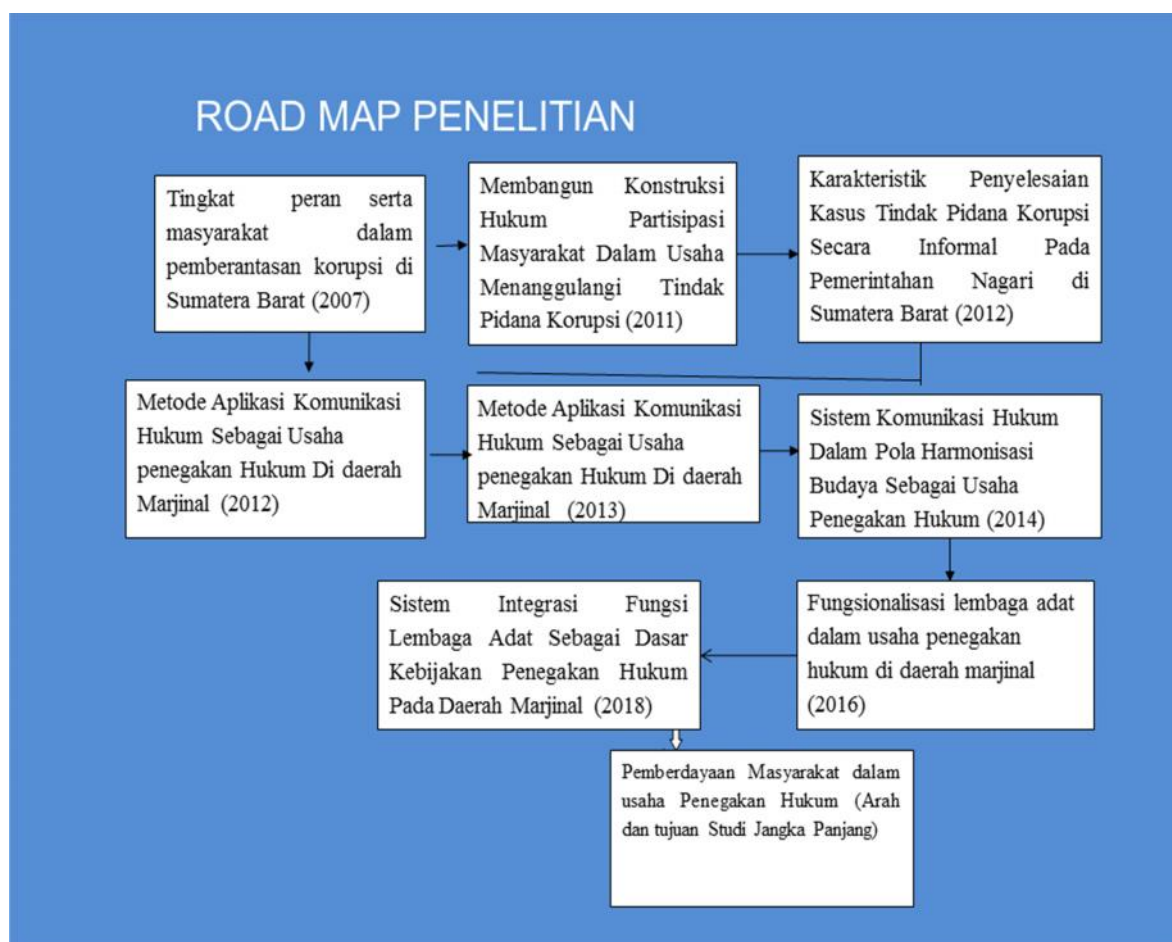 ROAD MAP PENELITIAN
Tingkat peran serta
masyarakat dalam
pemberantasan korupsi di
Sumatera Barat (2007)
Membangun Konstruksi
Hukum Partisipasi
Masyarakat Dalam Usaha
Menanggulangi Tindak
Pidana Korupsi (2011)
Karakteristik Penyelesaian
Kasus Tindak Pidana Korupsi
Secara Informal Pada
Pemerintahan Nagari di
Sumatera Barat (2012)
Metode Aplikasi Komunikasi
Hukum Sebagai Usaha
penegakan Hukum Di daerah
Marjinal (2012)
Metode Aplikasi Komunikasi
Hukum Sebagai Usaha
penegakan Hukum Di daerah
Marjinal (2013)
Sistem Komunikasi Hukum
Dalam Pola Harmonisasi
Budaya Sebagai Usaha
Penegakan Hukum (2014)
Sistem Integrasi Fungsi
Lembaga Adat Sebagai Dasar
Kebijakan Penegakan Hukum
Pada Daerah Marjinal (2018)
Fungsionalisasi lembaga adat
dalam usaha penegakan
hukum di daerah marjinal
(2016)
Pemberdayaan Masyarakat dalam
usaha Penegakan Hukum (Arah
dan tujuan Studi Jangka Panjang)